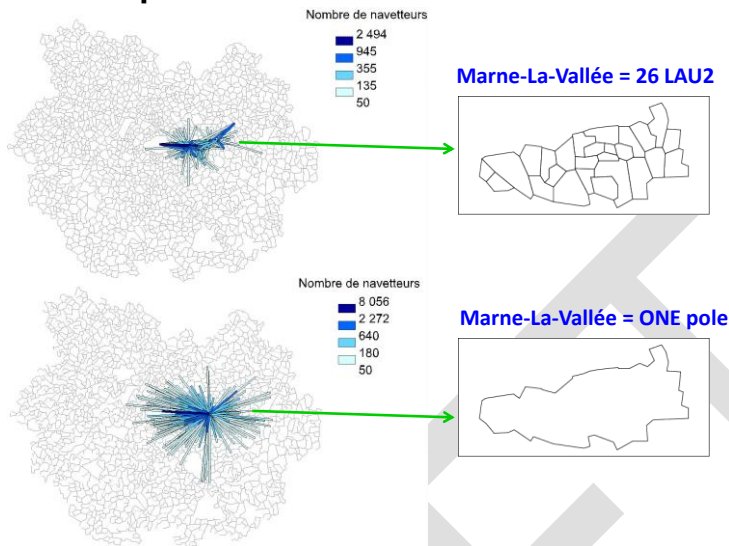 Nombre de navetteurs
2 494
945
355
135
50
Marne-La-Vallée = 26 LAU2
Nombre de navetteurs
8 056
2 272
640
180
50
Marne-La-Vallée = ONE pole